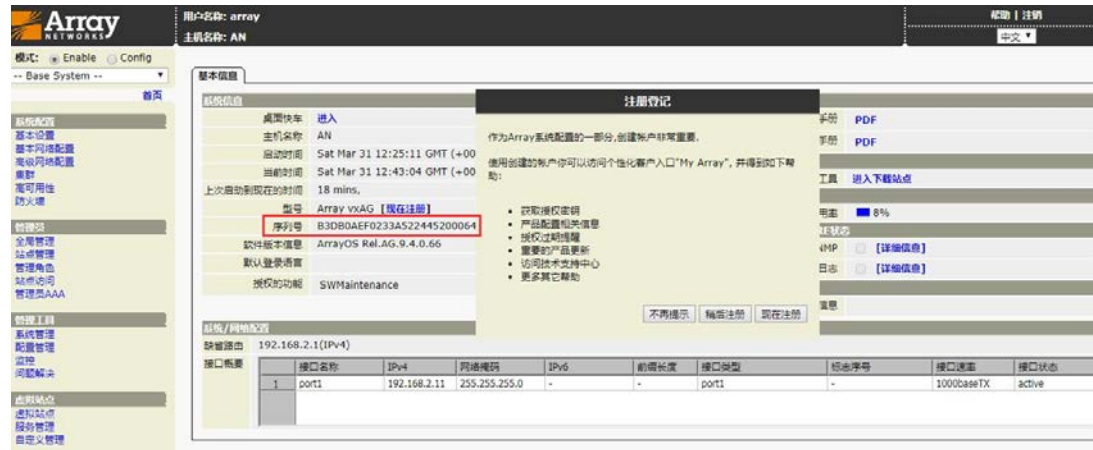 Array
NETWORKS
用户名称: array
帮助 | 注销
主机名称: AN
中文
模式: Enable Config
-- Base System --
首页
系统配置
基本设置
基本网络配置
高级网络配置
集群
高可用性
防火墙
管理员
全局管理
站点管理
管理角色
站点访问
管理员AAA
管理工具
系统管理
配置管理
监控
问题解决
虚拟站点
虚拟站点
服务管理
自定义管理
基本信息
系统信息
桌面快车 进入
主机名称 AN
启动时间 Sat Mar 31 12:25:11 GMT (+00
当前时间 Sat Mar 31 12:43:04 GMT (+00
上次启动到现在的时间 18 mins,
型号 Array vxAG [现在注册]
序列号 B3DB0AEF0233A522445200064
软件版本信息 ArrayOS Rel.AG.9.4.0.66
默认登录语言
授权的功能 SWMaintenance
注册登记
作为Array系统配置的一部分,创建帐户非常重要.
使用创建的帐户你可以访问个性化客户入口"My Array", 并得到如下帮
助:
• 获取授权密钥
• 产品配置相关信息
• 授权过期提醒
• 重要的产品更新
• 访问技术支持中心
• 更多其它帮助
不再提示 稍后注册 现在注册
手册 PDF
手册 PDF
工具 进入下载站点
用率 8%
NMP [详细信息]
日志 [详细信息]
信息
系统/网络配置
缺省路由 192.168.2.1(IPv4)
接口概要
接口名称 IPv4 网络掩码 IPv6 前缀长度 接口类型 标志序号 接口速率 接口状态
1 port1 192.168.2.11 255.255.255.0 - - port1 - 1000baseTX active